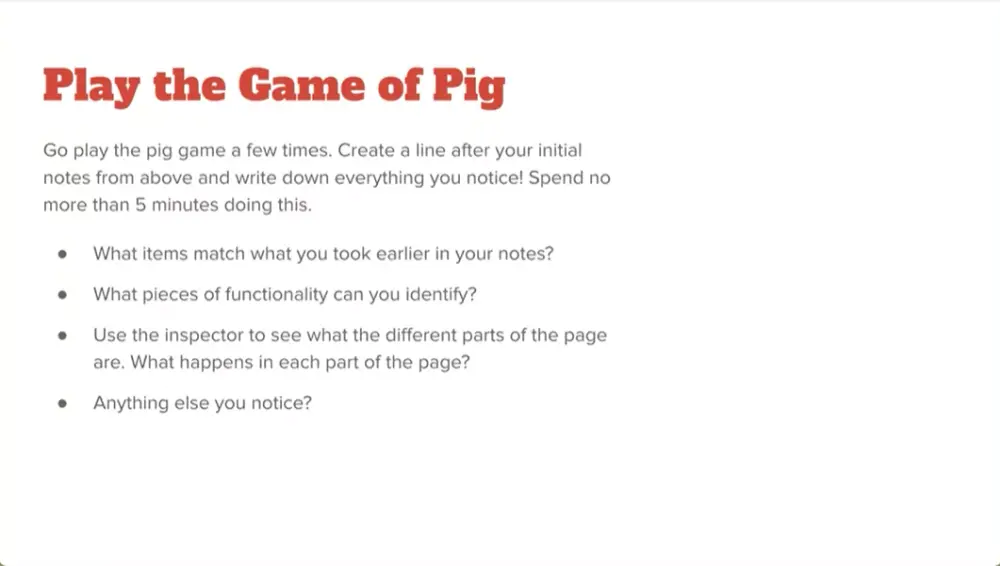 Play the Game of Pig
Go play the pig game a few times. Create a line after your initial
notes from above and write down everything you notice! Spend no
more than 5 minutes doing this.
● What items match what you took earlier in your notes?
● What pieces of functionality can you identify?
● Use the inspector to see what the different parts of the page
are. What happens in each part of the page?
● Anything else you notice?